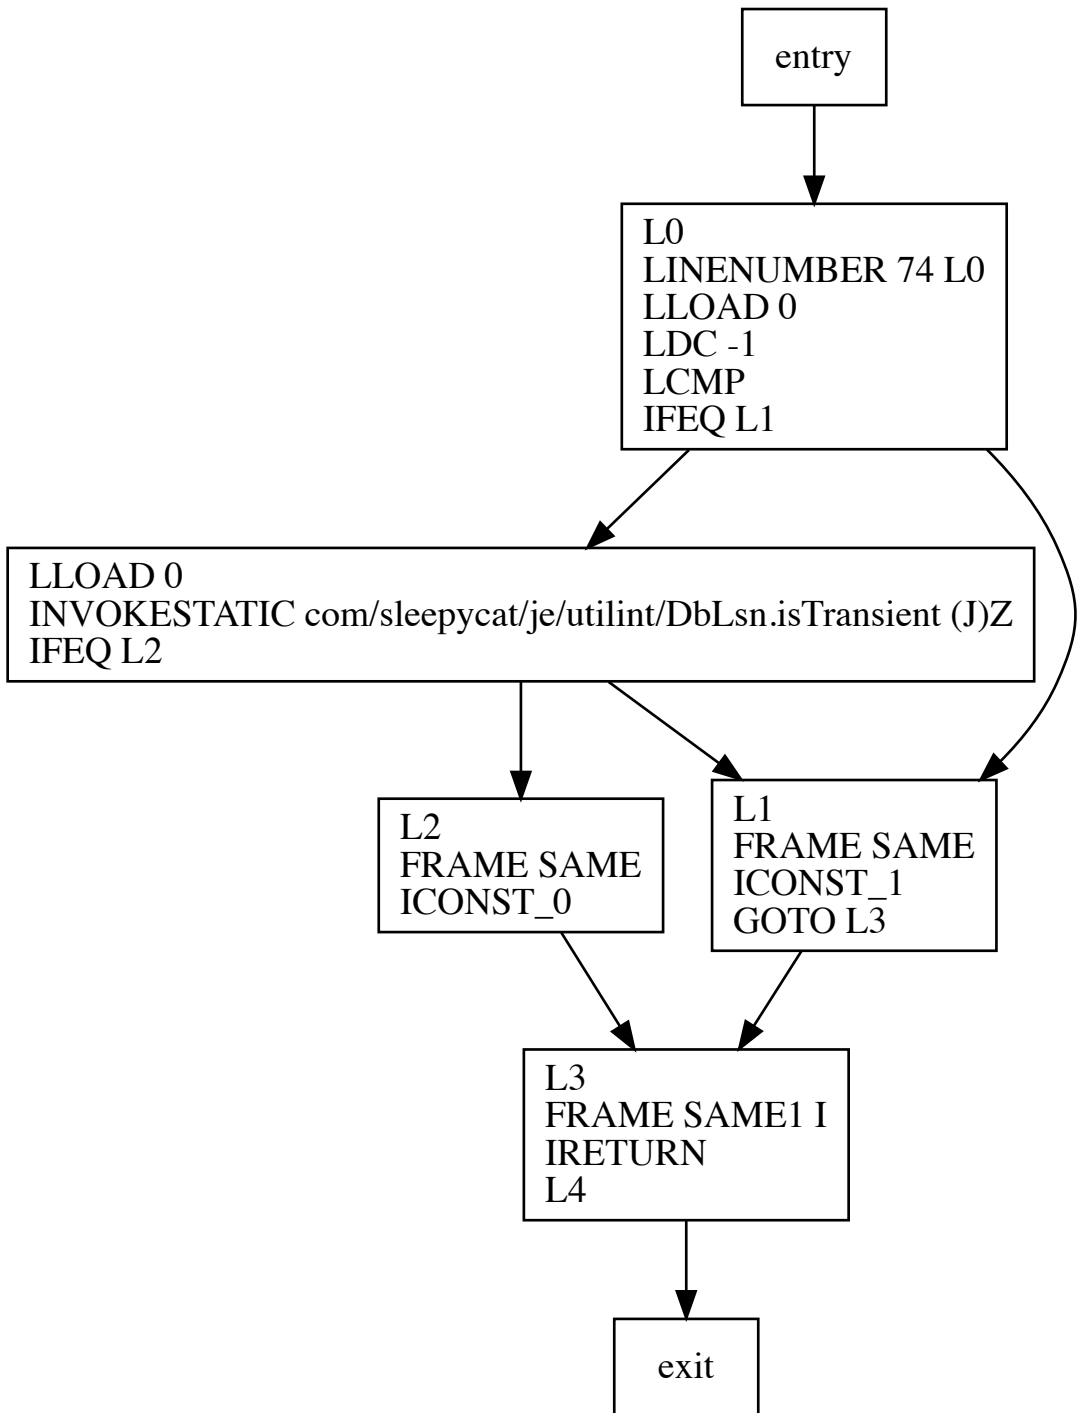 entry
L0
LINENUMBER 74 L0
LLOAD 0
LDC -1
LCMP
IFEQ L1
LLOAD 0
INVOKESTATIC com/sleepycat/je/utilint/DbLsn.isTransient (J)Z
IFEQ L2
L2
FRAME SAME
ICONST_0
L1
FRAME SAME
ICONST_1
GOTO L3
L3
FRAME SAME1 I
IRETURN
L4
exit